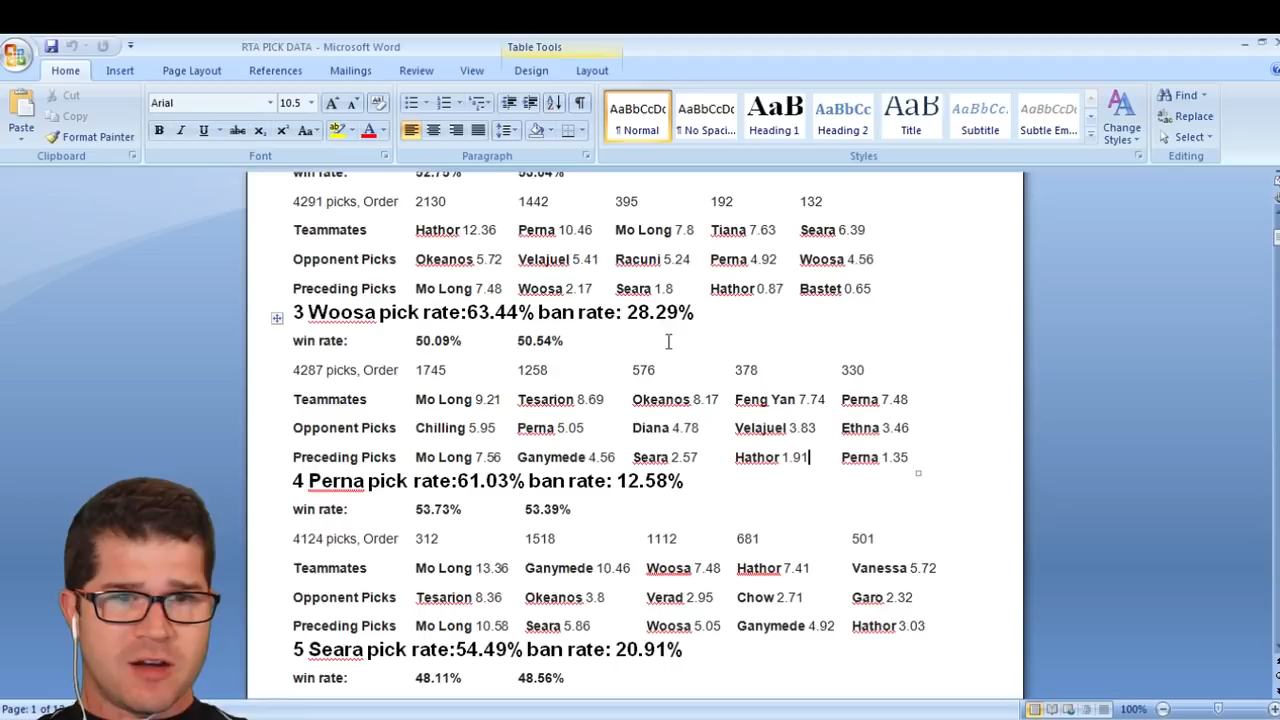 RTA PICK DATA - Microsoft Word
Table Tools
Home Insert Page Layout References Mailings Review View Design Layout
Paste
Cut
Copy
Format Painter
Clipboard
Arial 10.5
Font
Paragraph
AaBbCcDc AaBbCcDc AaB AaBbCc AaB AaBbCc. AaBbCcDc
¶ Normal ¶ No Spaci... Heading 1 Heading 2 Title Subtitle Subtle Em...
Change Styles
Styles
Find
Replace
Select
Editing
win rate: 52.75% 53.04%
4291 picks, Order 2130 1442 395 192 132
Teammates Hathor 12.36 Perna 10.46 Mo Long 7.8 Tiana 7.63 Seara 6.39
Opponent Picks Okeanos 5.72 Velajuel 5.41 Racuni 5.24 Perna 4.92 Woosa 4.56
Preceding Picks Mo Long 7.48 Woosa 2.17 Seara 1.8 Hathor 0.87 Bastet 0.65
3 Woosa pick rate:63.44% ban rate: 28.29%
win rate: 50.09% 50.54%
4287 picks, Order 1745 1258 576 378 330
Teammates Mo Long 9.21 Tesarion 8.69 Okeanos 8.17 Feng Yan 7.74 Perna 7.48
Opponent Picks Chilling 5.95 Perna 5.05 Diana 4.78 Velajuel 3.83 Ethna 3.46
Preceding Picks Mo Long 7.56 Ganymede 4.56 Seara 2.57 Hathor 1.91 Perna 1.35
4 Perna pick rate:61.03% ban rate: 12.58%
win rate: 53.73% 53.39%
4124 picks, Order 312 1518 1112 681 501
Teammates Mo Long 13.36 Ganymede 10.46 Woosa 7.48 Hathor 7.41 Vanessa 5.72
Opponent Picks Tesarion 8.36 Okeanos 3.8 Verad 2.95 Chow 2.71 Garo 2.32
Preceding Picks Mo Long 10.58 Seara 5.86 Woosa 5.05 Ganymede 4.92 Hathor 3.03
5 Seara pick rate:54.49% ban rate: 20.91%
win rate: 48.11% 48.56%
Page: 1 of 100%